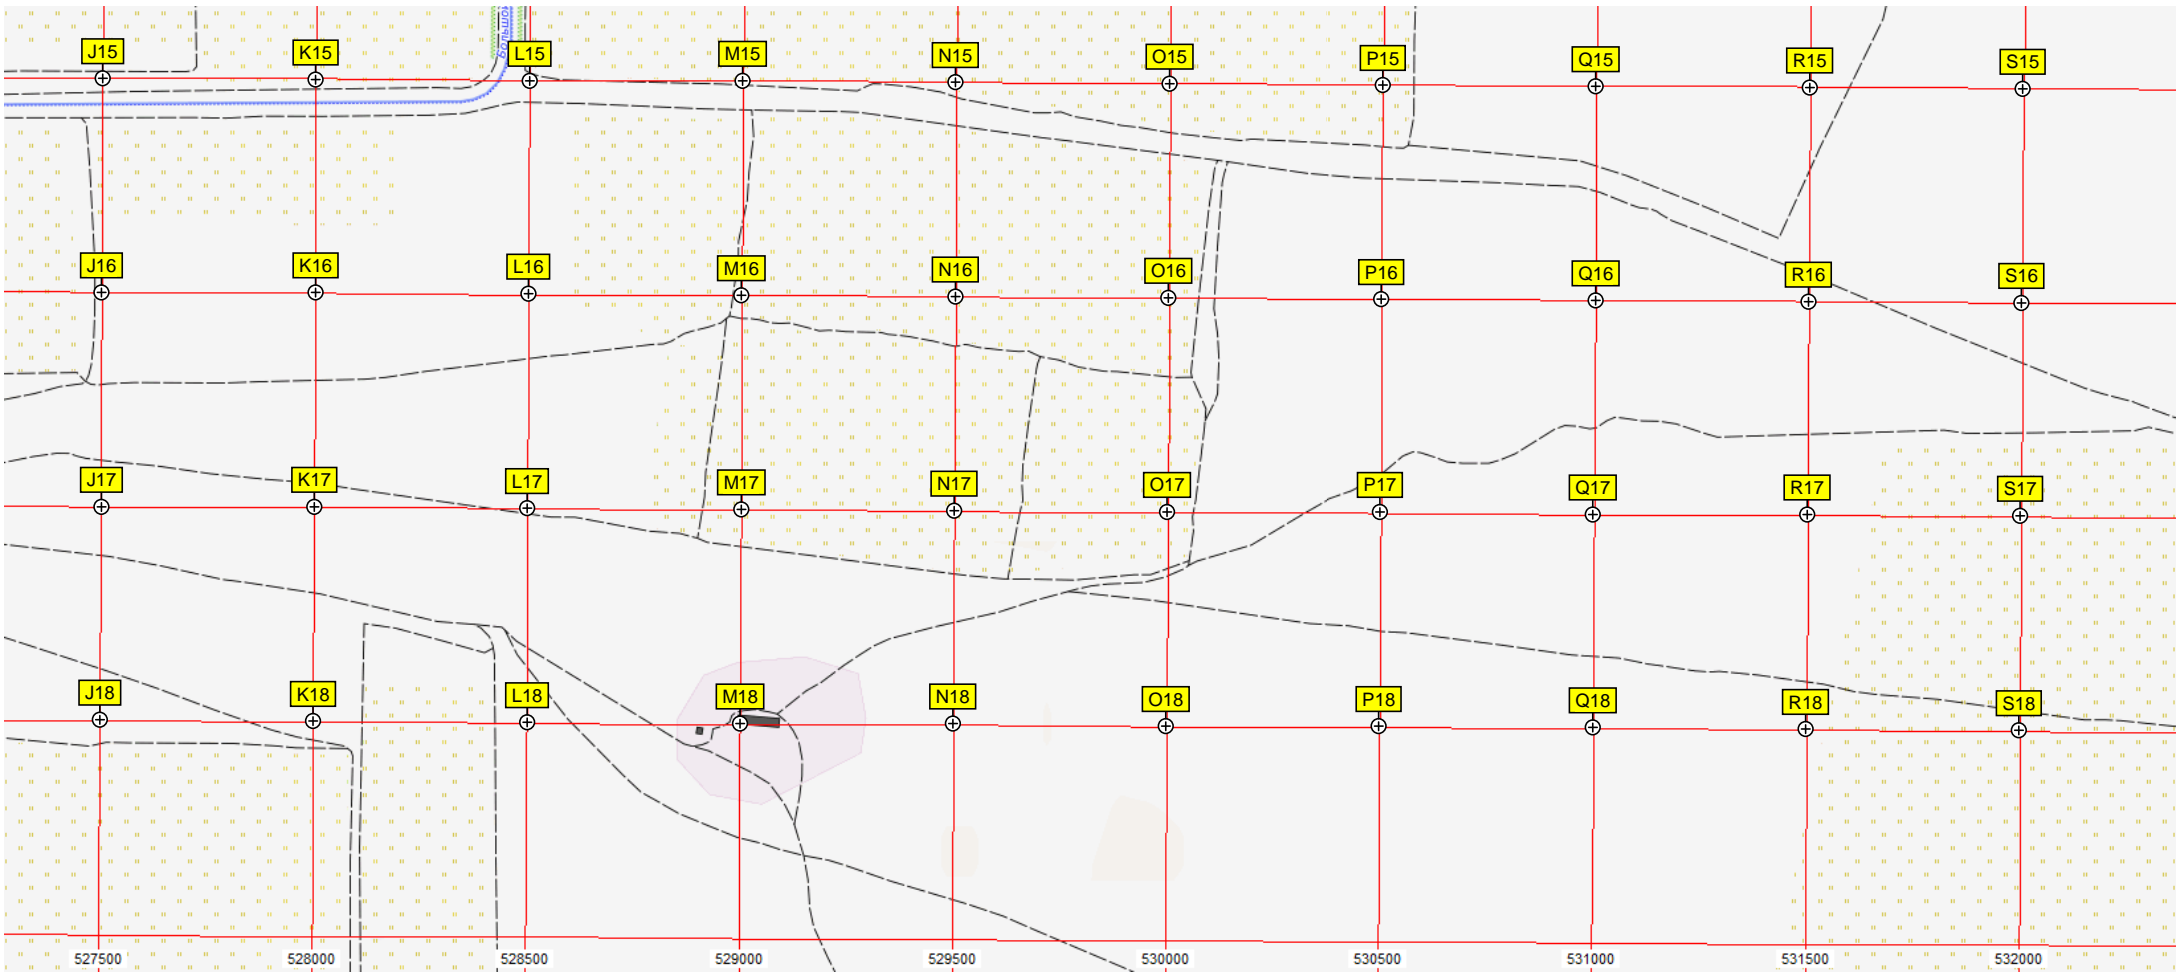 Большой
J15 K15 L15 M15 N15 O15 P15 Q15 R15 S15
J16 K16 L16 M16 N16 O16 P16 Q16 R16 S16
J17 K17 L17 M17 N17 O17 P17 Q17 R17 S17
J18 K18 L18 M18 N18 O18 P18 Q18 R18 S18
527500 528000 528500 529000 529500 530000 530500 531000 531500 532000